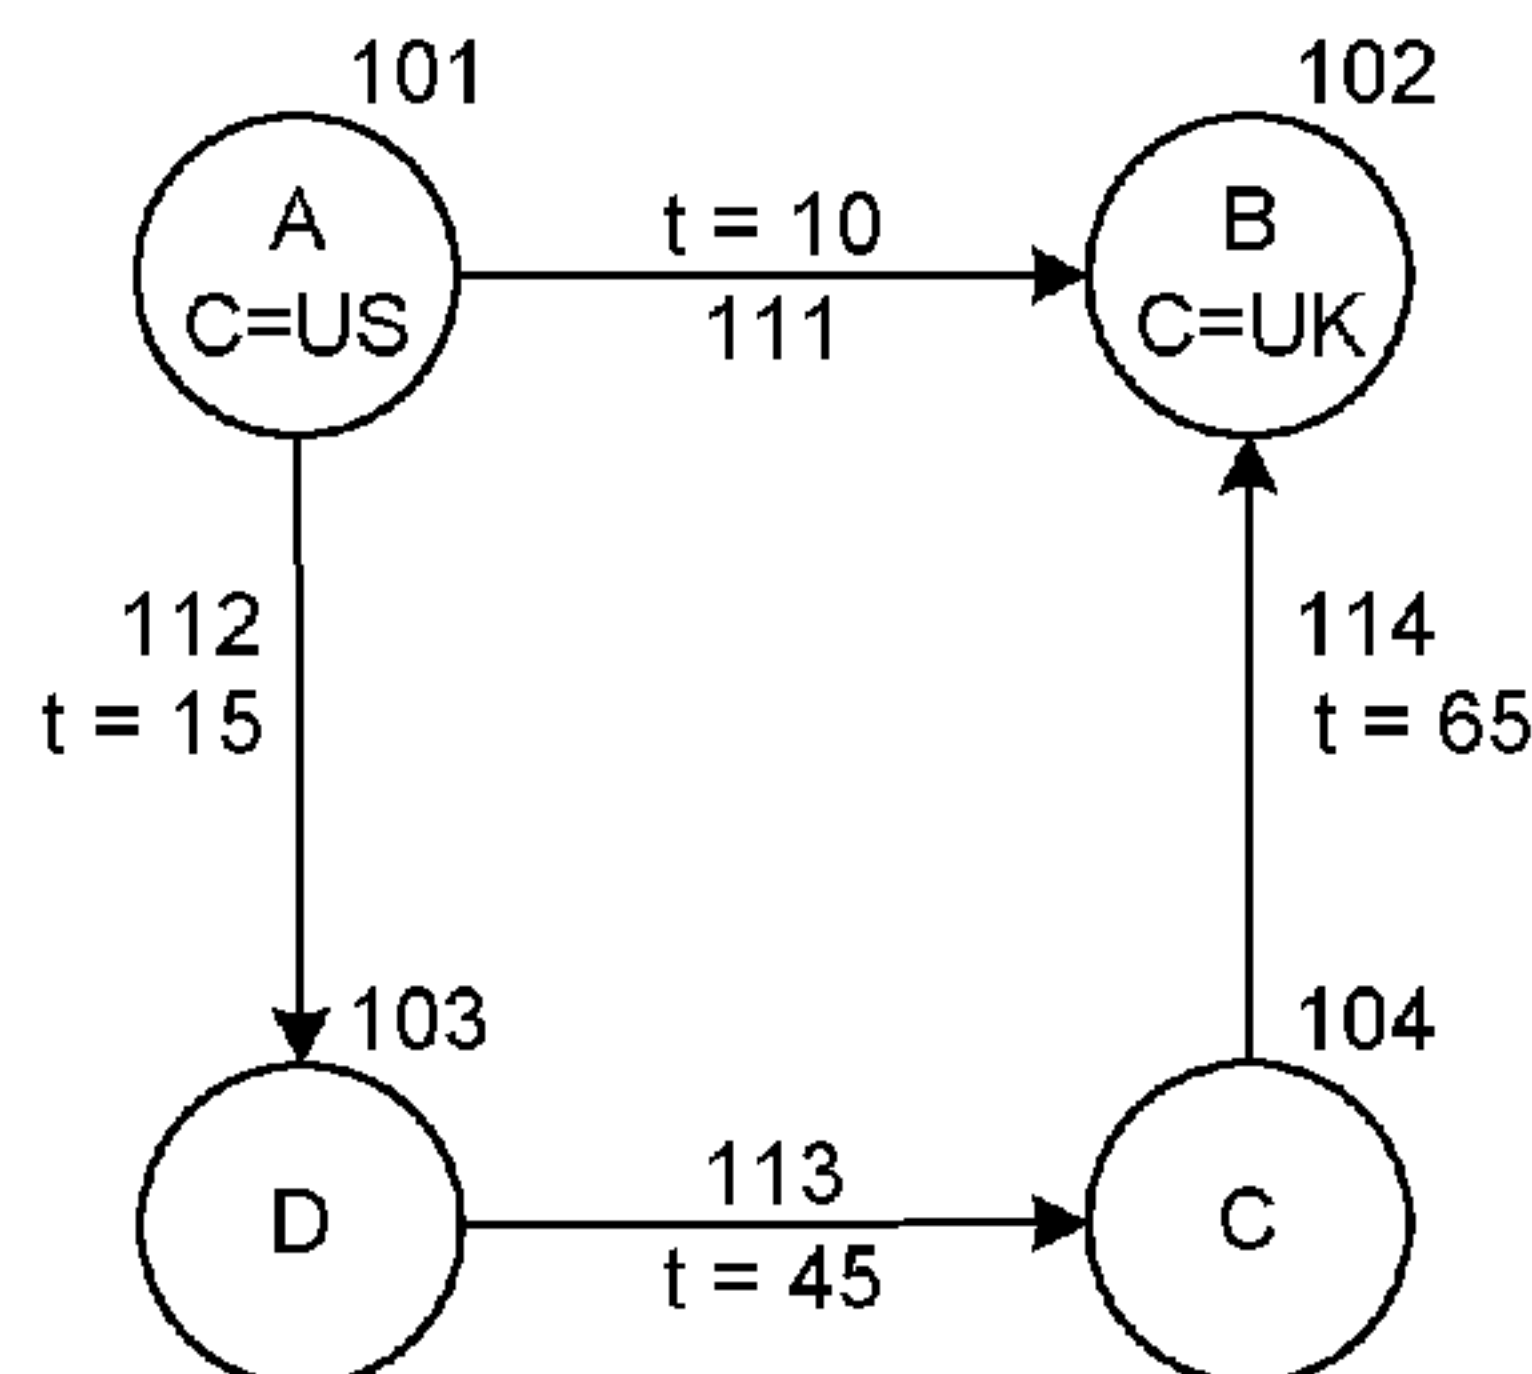 101
102
A
C=US
t = 10
111
B
C=UK
112
t = 15
114
t = 65
103
104
D
113
t = 45
C